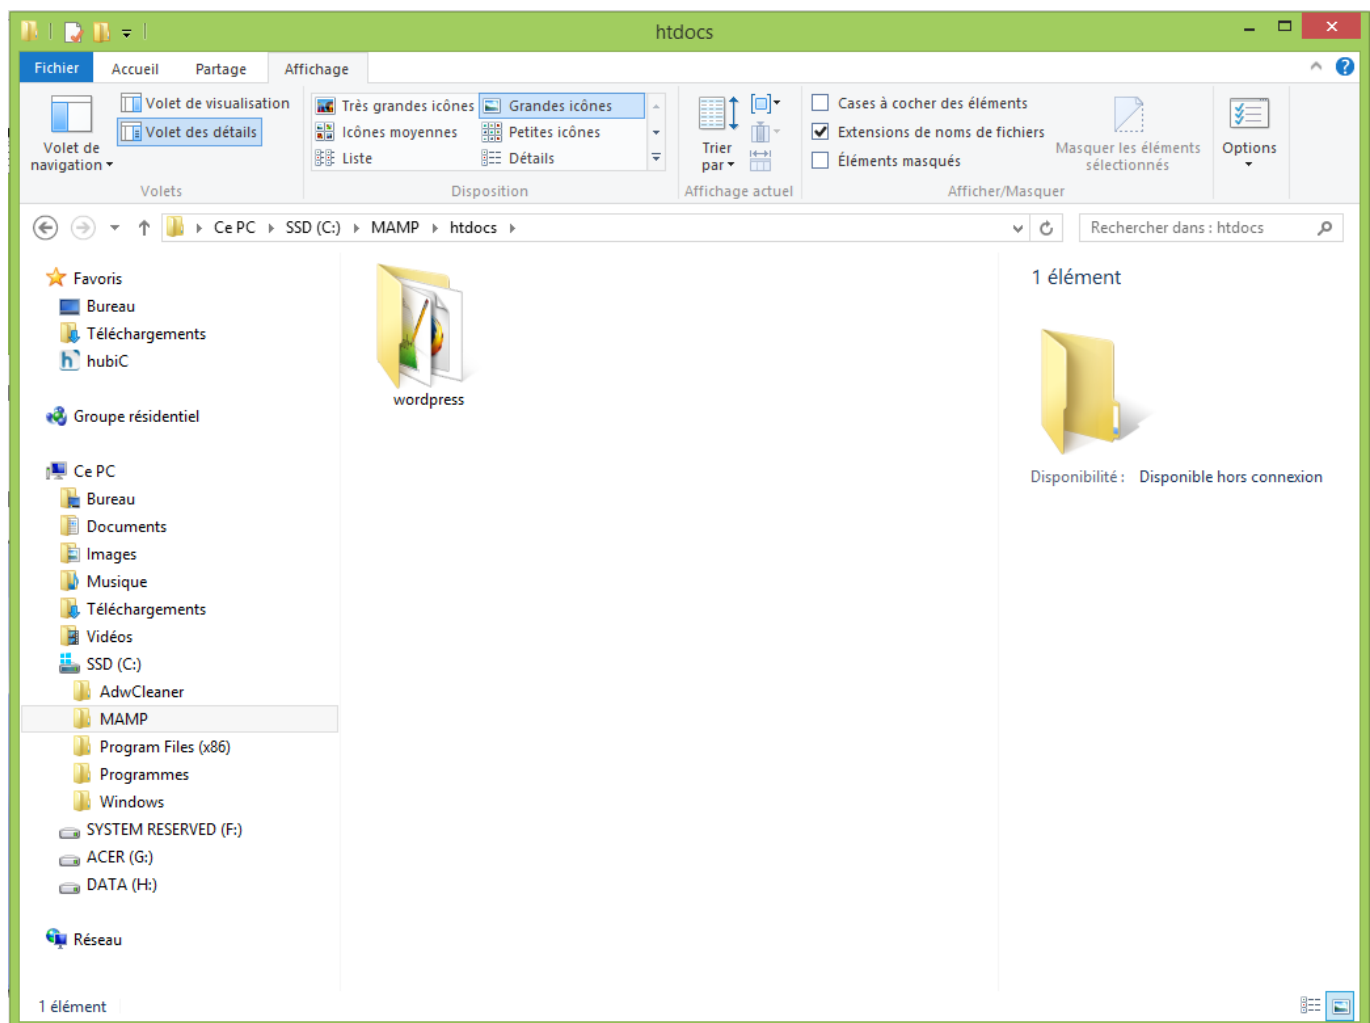 htdocs
Fichier Accueil Partage Affichage
Volet de navigation
Volet de visualisation
Volet des détails
Volets
Très grandes icônes Grandes icônes
Icônes moyennes Petites icônes
Liste Détails
Disposition
Trier par
Affichage actuel
Cases à cocher des éléments
Extensions de noms de fichiers
Éléments masqués
Masquer les éléments sélectionnés
Afficher/Masquer
Options
Ce PC SSD (C:) MAMP htdocs
Rechercher dans : htdocs
Favoris
Bureau
Téléchargements
hubiC
Groupe résidentiel
Ce PC
Bureau
Documents
Images
Musique
Téléchargements
Vidéos
SSD (C:)
AdwCleaner
MAMP
Program Files (x86)
Programmes
Windows
SYSTEM RESERVED (F:)
ACER (G:)
DATA (H:)
Réseau
wordpress
1 élément
Disponibilité : Disponible hors connexion
1 élément